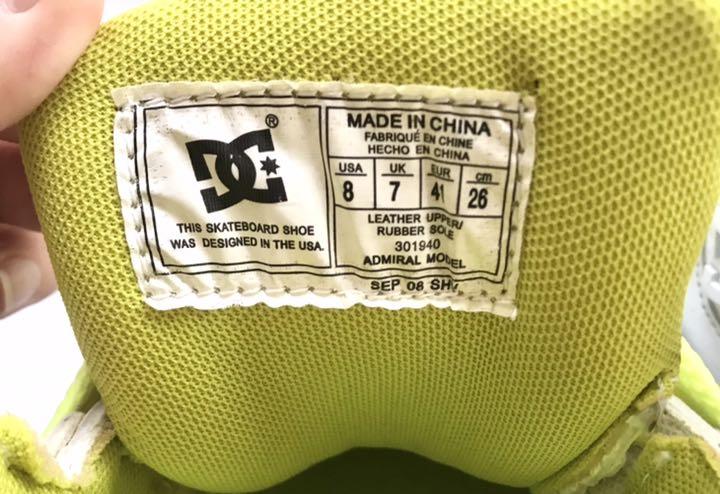 DC ®
THIS SKATEBOARD SHOE
WAS DESIGNED IN THE USA.
MADE IN CHINA
FABRIQUÉ EN CHINE
HECHO EN CHINA
USA UK EUR cm
8 7 41 26
LEATHER UPPER/
RUBBER SOLE
301940
ADMIRAL MODEL
SEP 08